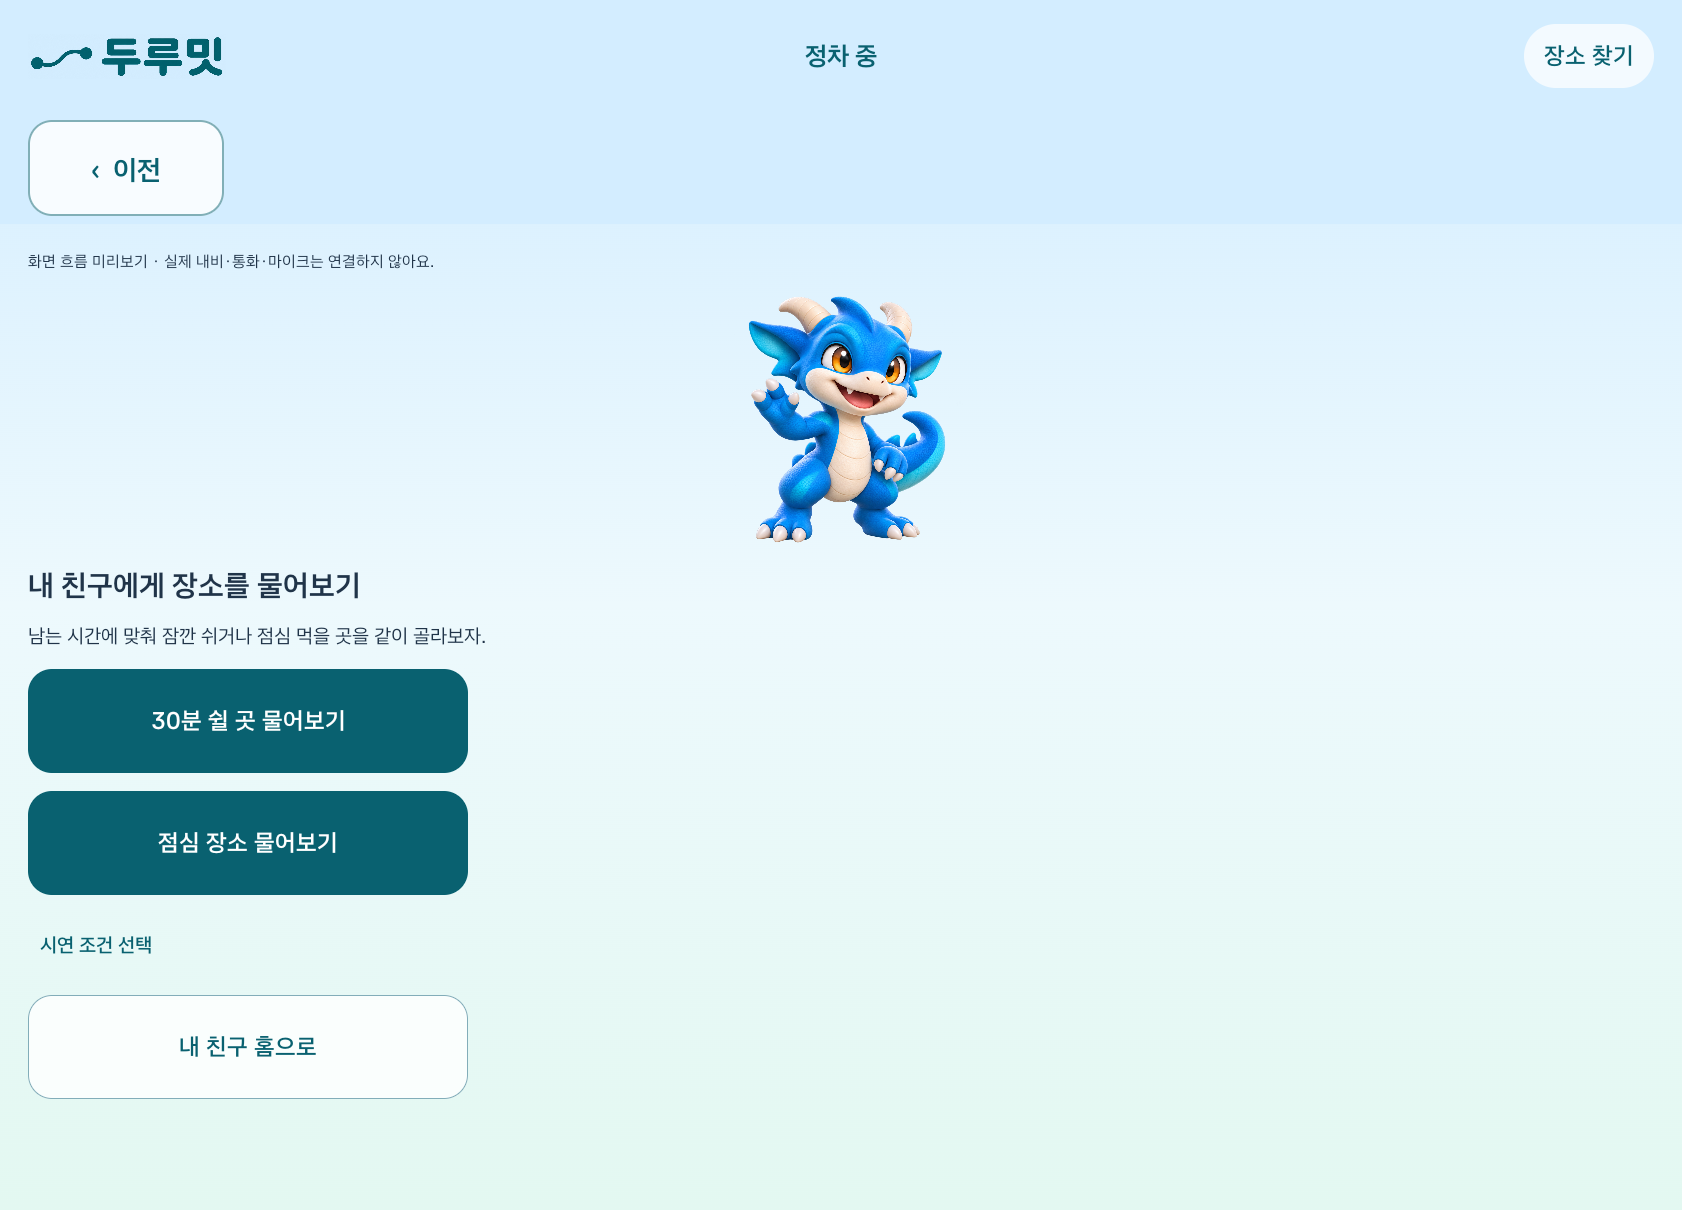 두루밋
정차 중
장소 찾기
‹ 이전
화면 흐름 미리보기 · 실제 내비·통화·마이크는 연결하지 않아요.
내 친구에게 장소를 물어보기
남는 시간에 맞춰 잠깐 쉬거나 점심 먹을 곳을 같이 골라보자.
30분 쉴 곳 물어보기
점심 장소 물어보기
시연 조건 선택
내 친구 홈으로